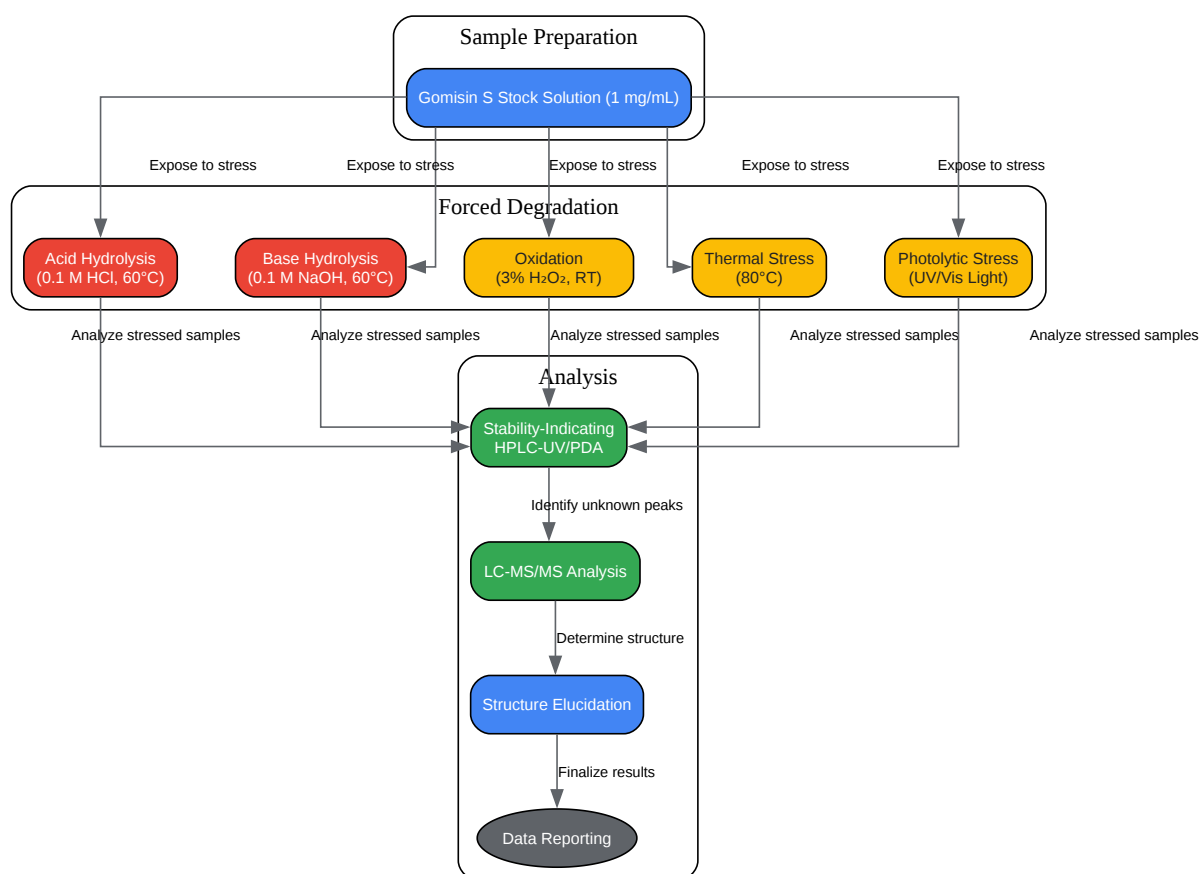 Sample Preparation
Gomisin S Stock Solution (1 mg/mL)
Expose to stress
Expose to stress
Expose to stress
Expose to stress
Expose to stress
Forced Degradation
Acid Hydrolysis
(0.1 M HCl, 60°C)
Base Hydrolysis
(0.1 M NaOH, 60°C)
Oxidation
(3% H₂O₂, RT)
Thermal Stress
(80°C)
Photolytic Stress
(UV/Vis Light)
Analyze stressed samples
Analyze stressed samples
Analyze stressed samples
Analyze stressed samples
Analyze stressed samples
Analysis
Stability-Indicating
HPLC-UV/PDA
Identify unknown peaks
LC-MS/MS Analysis
Determine structure
Structure Elucidation
Finalize results
Data Reporting